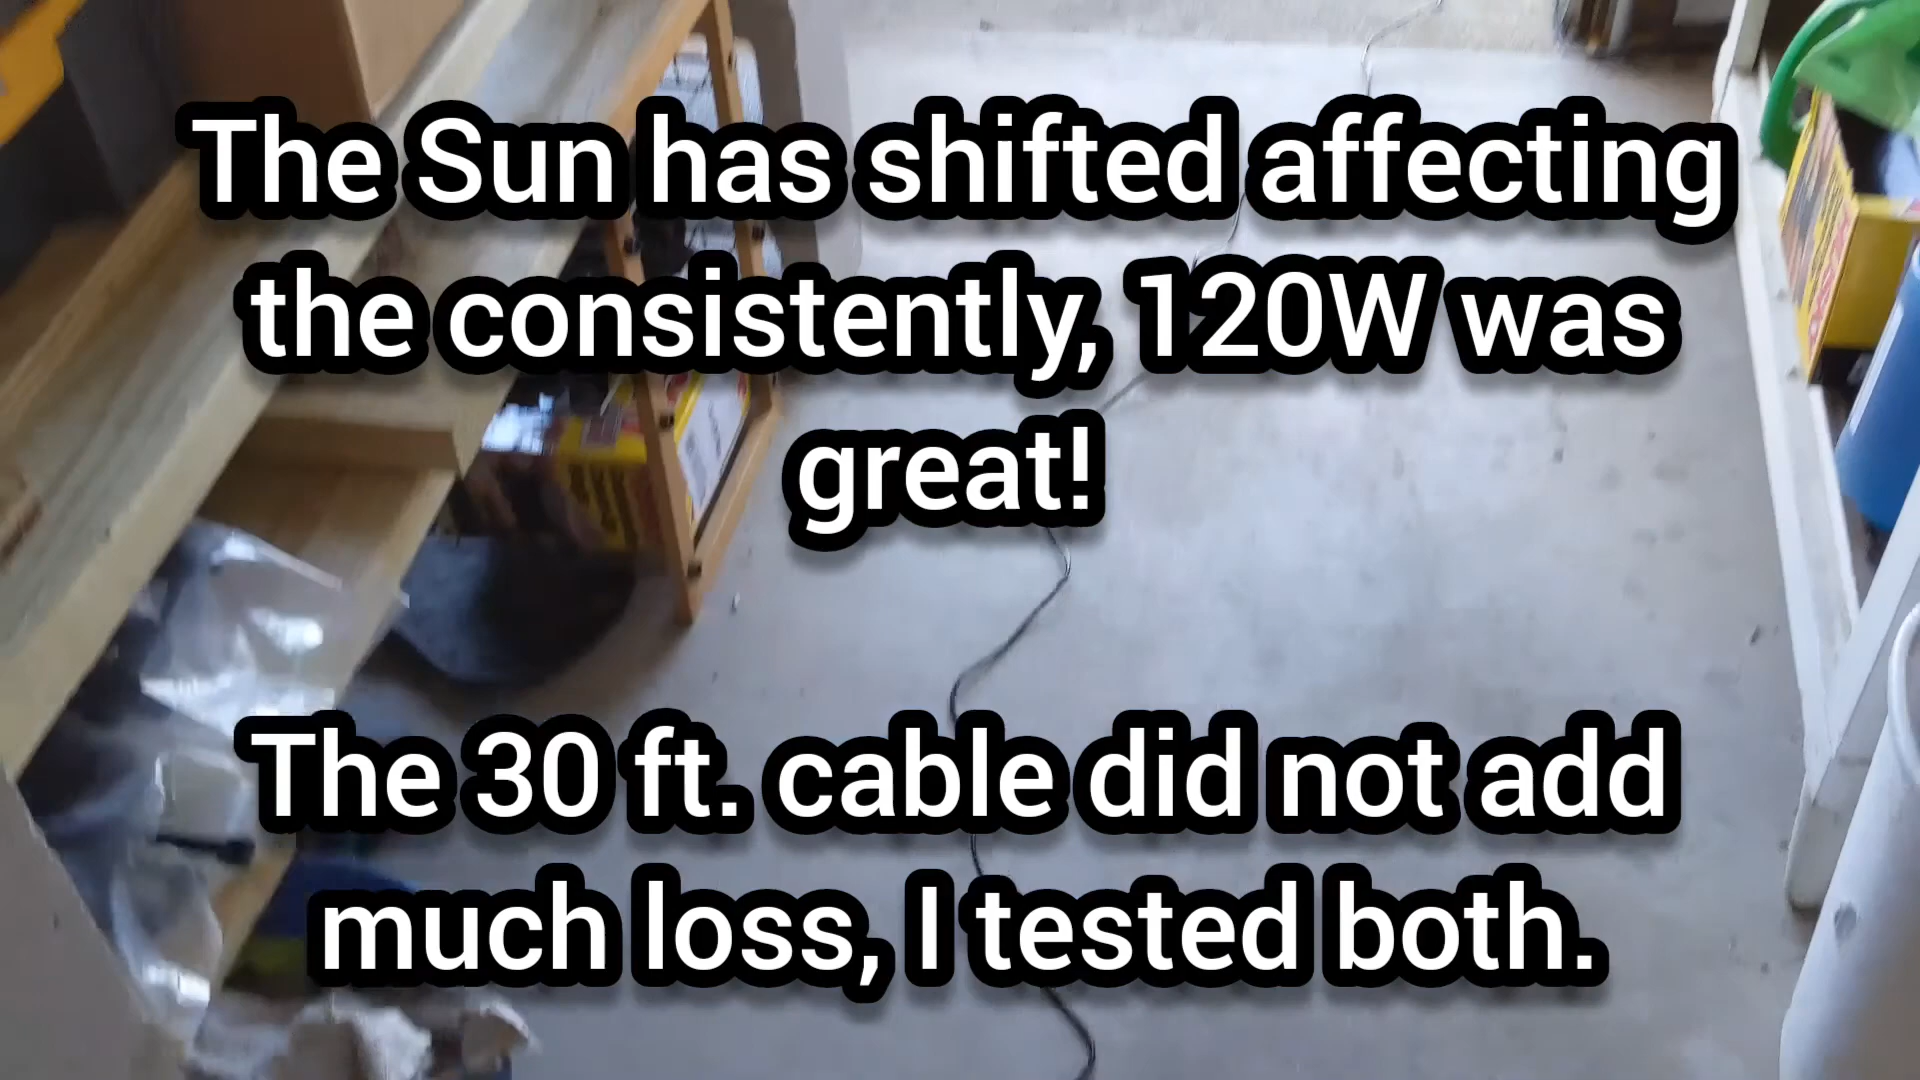 The Sun has shifted affecting
the consistently, 120W was
great!
The 30 ft. cable did not add
much loss, I tested both.